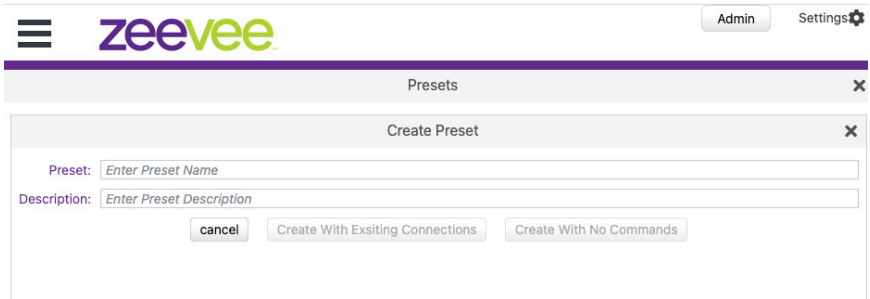 zeevee
Admin
Settings
Presets
Create Preset
Preset: Enter Preset Name
Description: Enter Preset Description
cancel Create With Exsiting Connections Create With No Commands